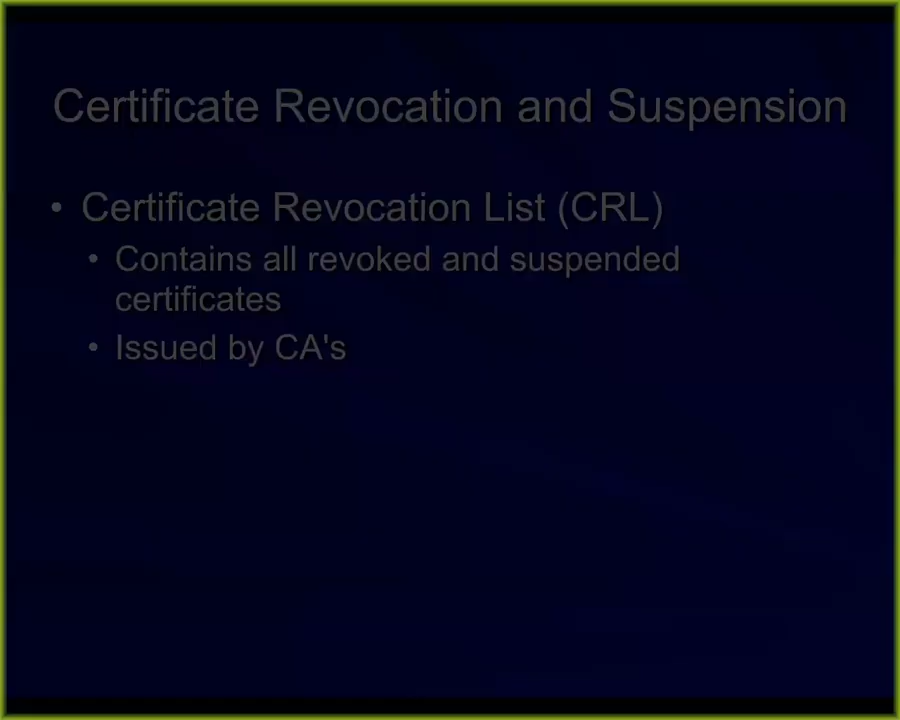 Certificate Revocation and Suspension
• Certificate Revocation List (CRL)
• Contains all revoked and suspended
certificates
• Issued by CA's